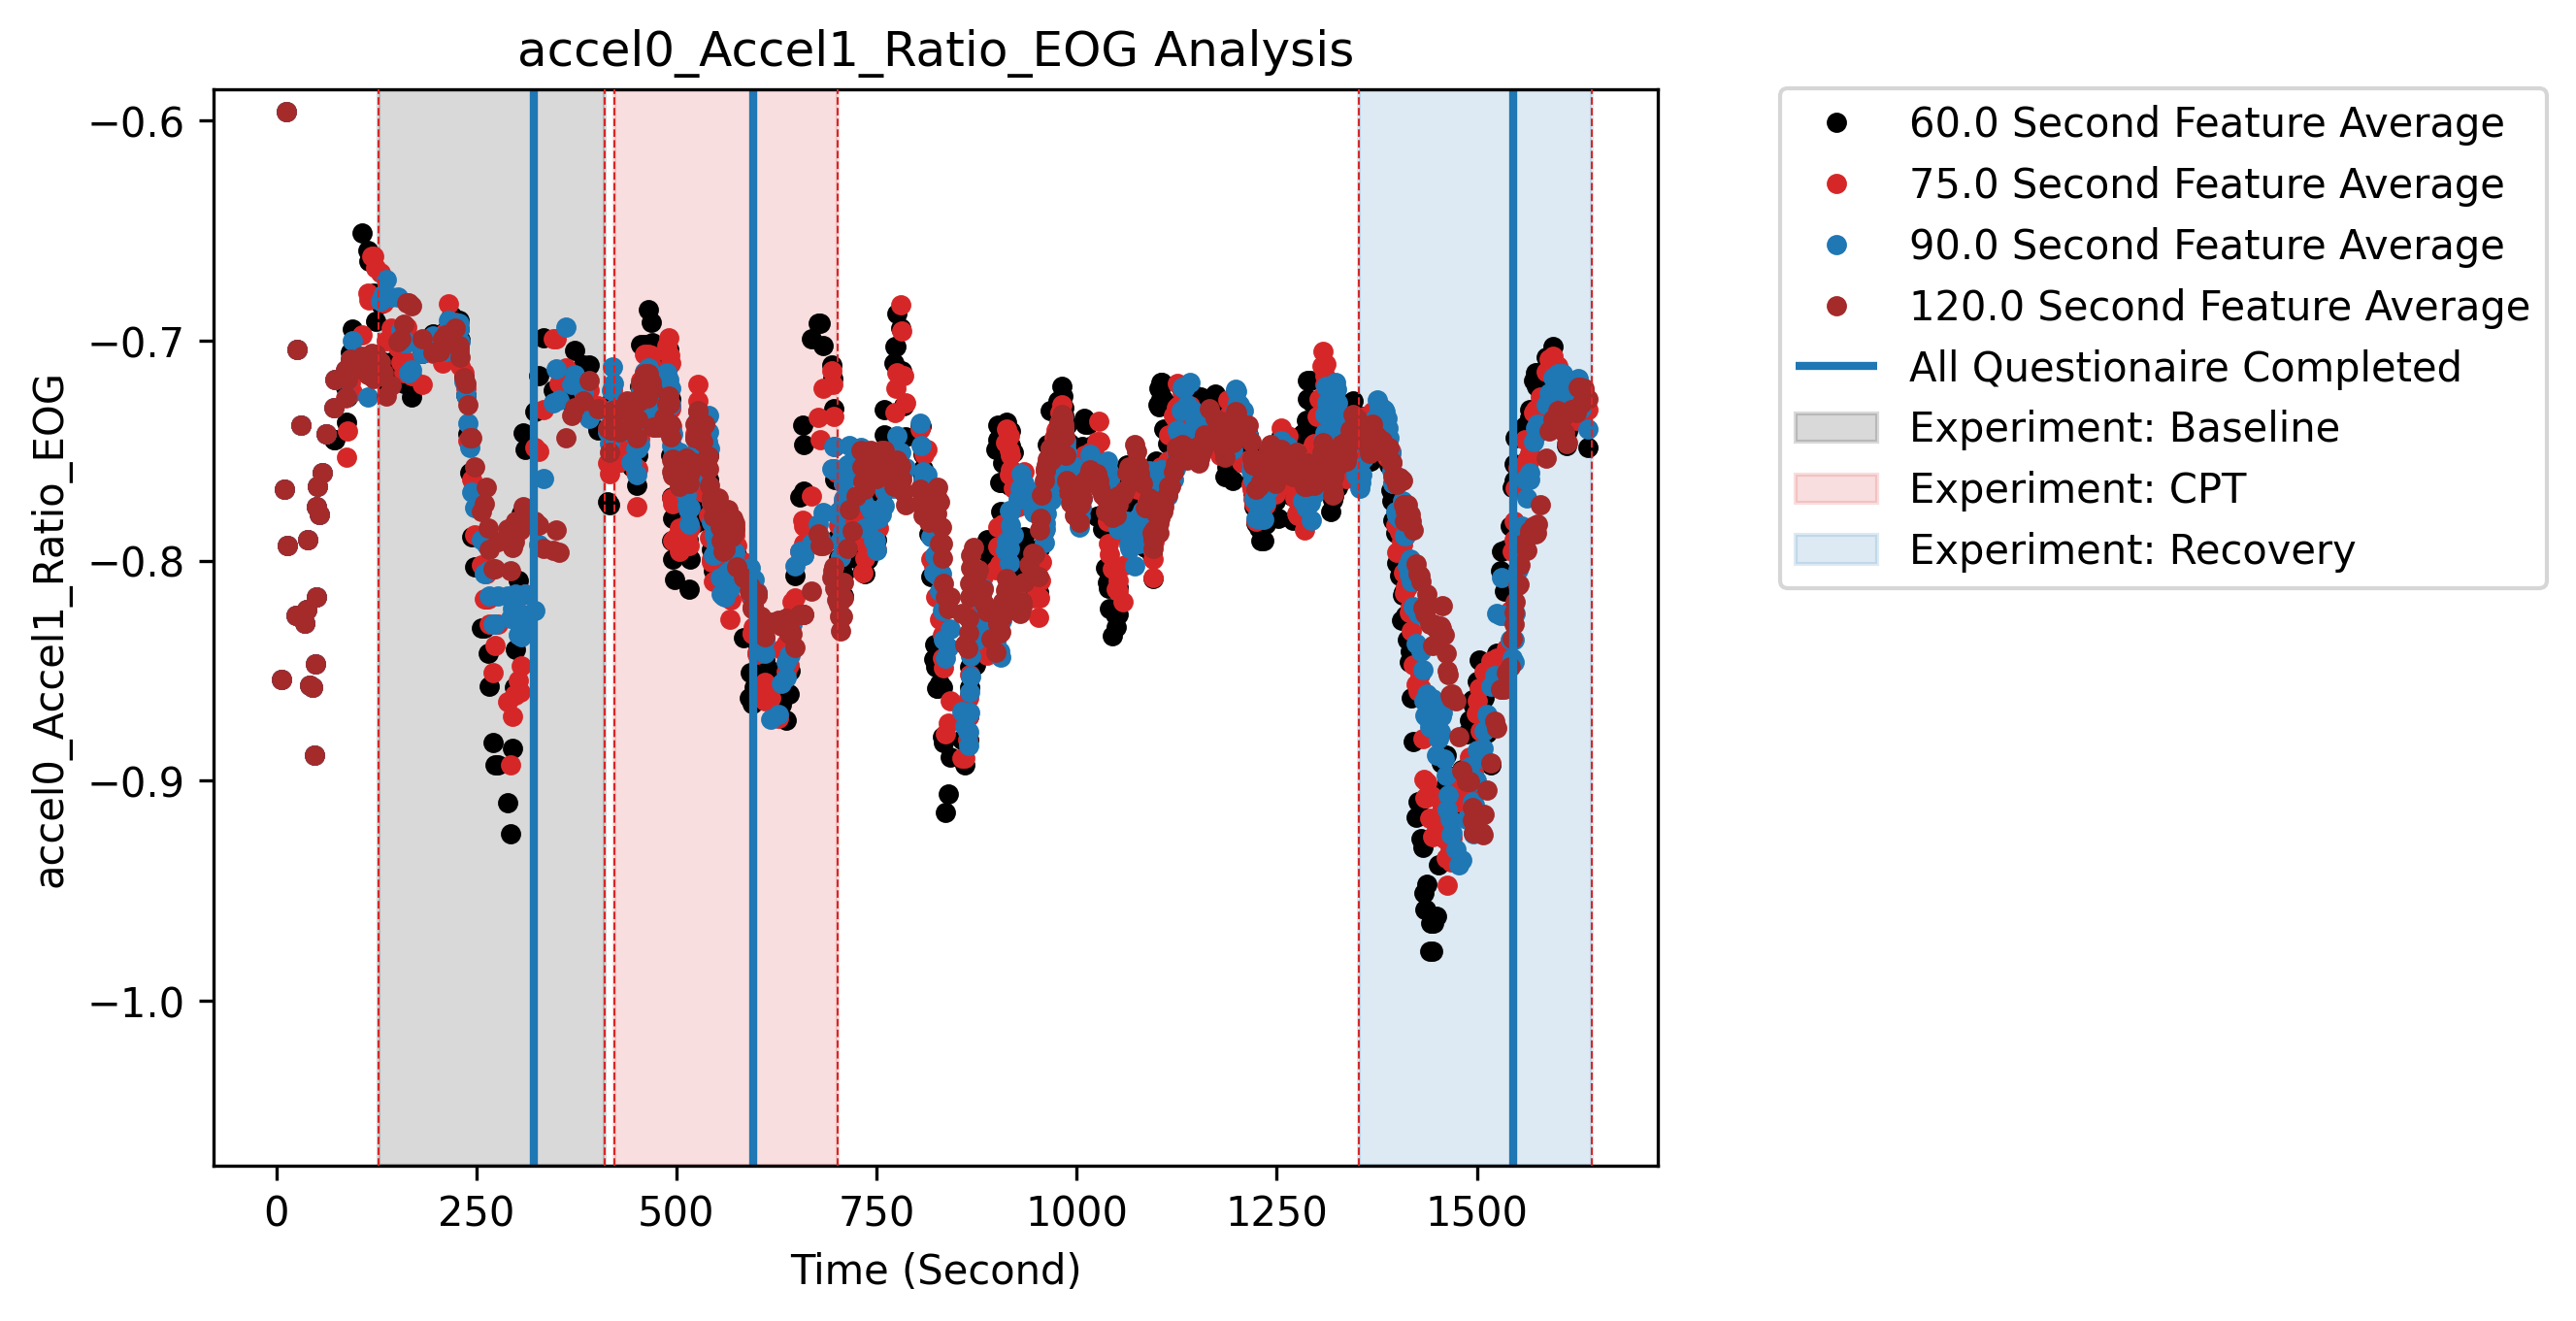 accel0_Accel1_Ratio_EOG Analysis
accel0_Accel1_Ratio_EOG
−0.6
−0.7
−0.8
−0.9
−1.0
0 250 500 750 1000 1250 1500
Time (Second)
60.0 Second Feature Average
75.0 Second Feature Average
90.0 Second Feature Average
120.0 Second Feature Average
All Questionaire Completed
Experiment: Baseline
Experiment: CPT
Experiment: Recovery